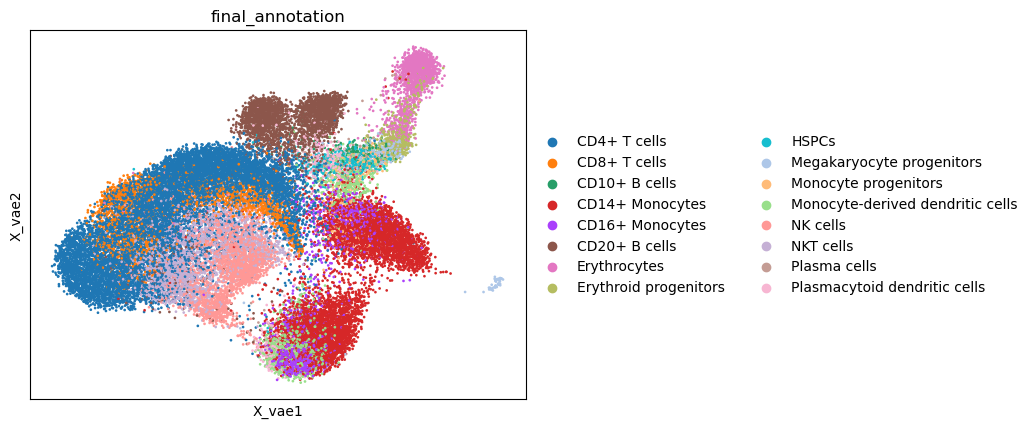 final_annotation
X_vae2
X_vae1
CD4+ T cells
CD8+ T cells
CD10+ B cells
CD14+ Monocytes
CD16+ Monocytes
CD20+ B cells
Erythrocytes
Erythroid progenitors
HSPCs
Megakaryocyte progenitors
Monocyte progenitors
Monocyte-derived dendritic cells
NK cells
NKT cells
Plasma cells
Plasmacytoid dendritic cells